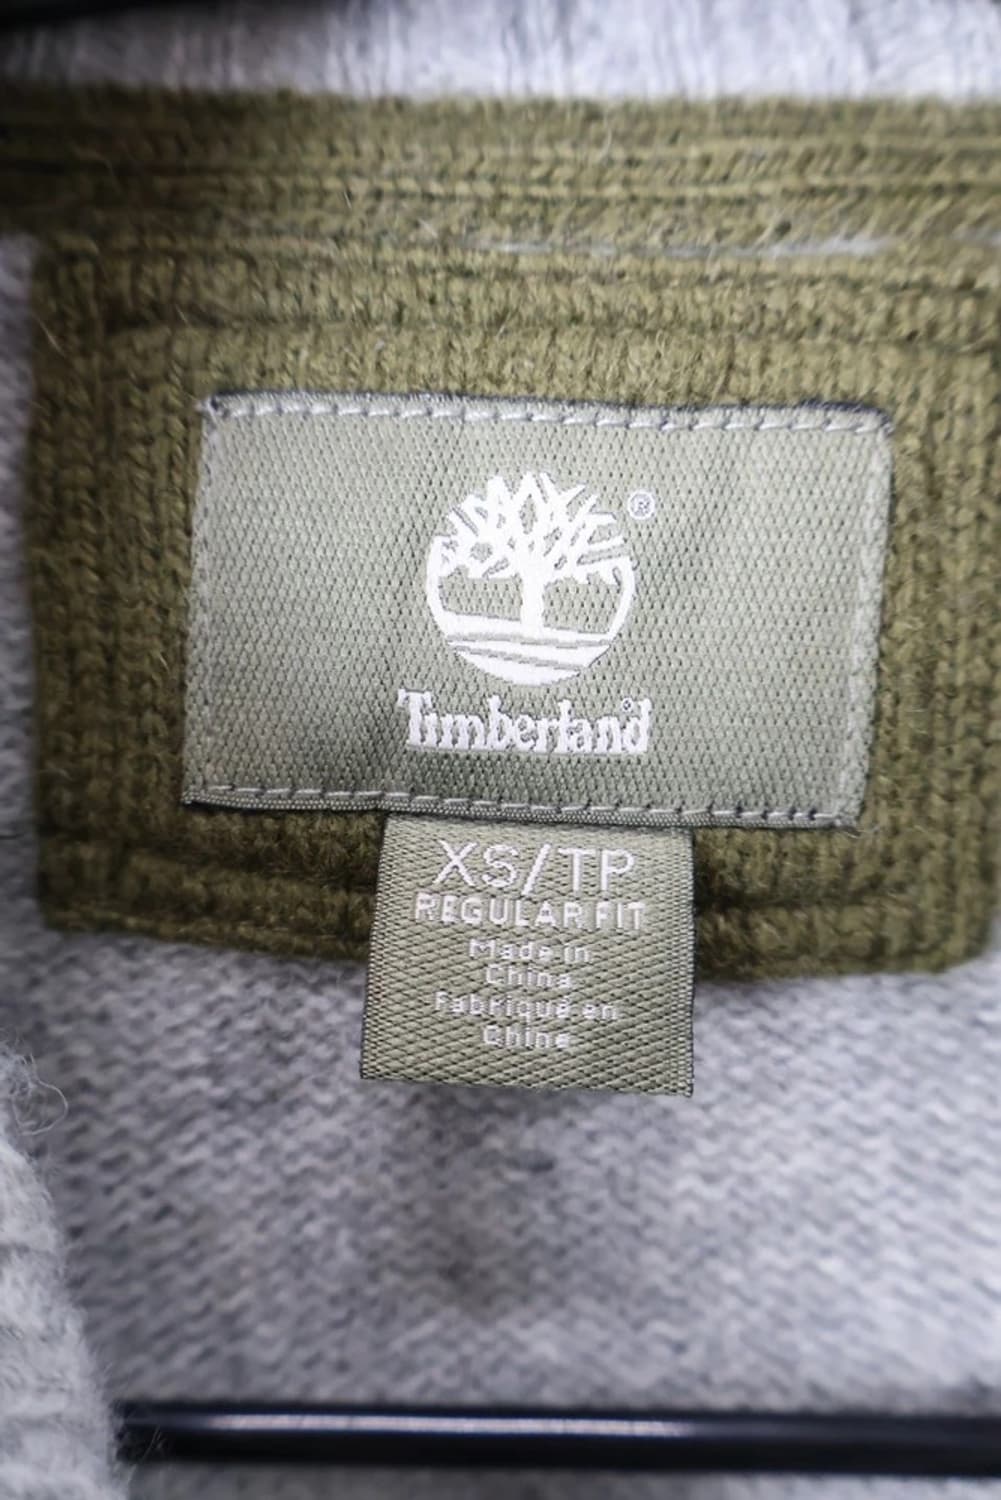 ®
Timberland®
XS/TP
REGULAR FIT
Made in
China
Fabriqué en
Chine